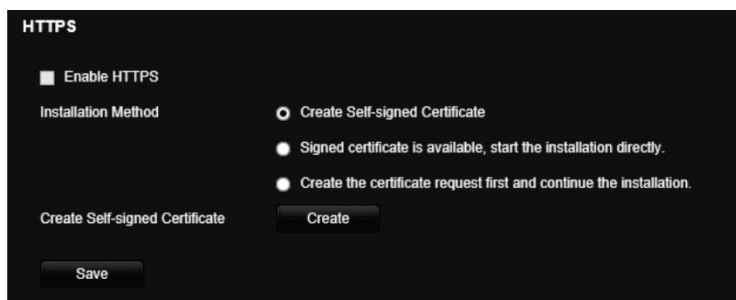 HTTPS
Enable HTTPS
Installation Method
Create Self-signed Certificate
Signed certificate is available, start the installation directly.
Create the certificate request first and continue the installation.
Create Self-signed Certificate
Create
Save